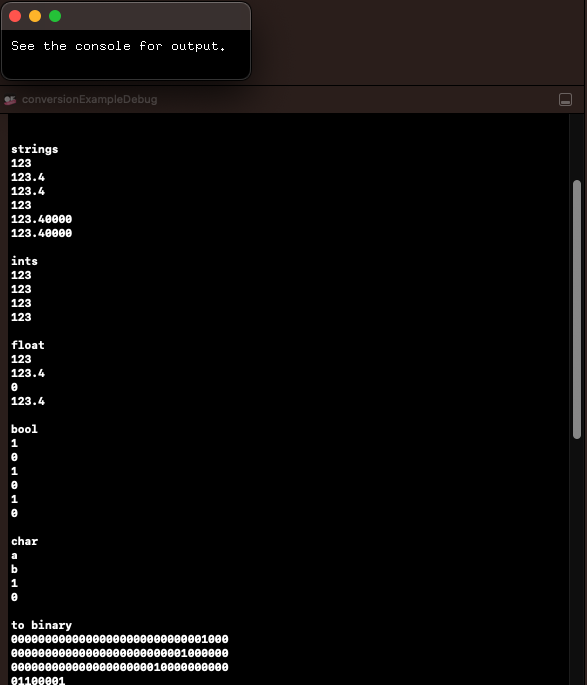 See the console for output.
conversionExampleDebug
strings
123
123.4
123.4
123
123.40000
123.40000
ints
123
123
123
123
float
123
123.4
0
123.4
bool
1
0
1
0
1
0
char
a
b
1
0
to binary
00000000000000000000000000001000
00000000000000000000000001000000
00000000000000000000010000000000
01100001